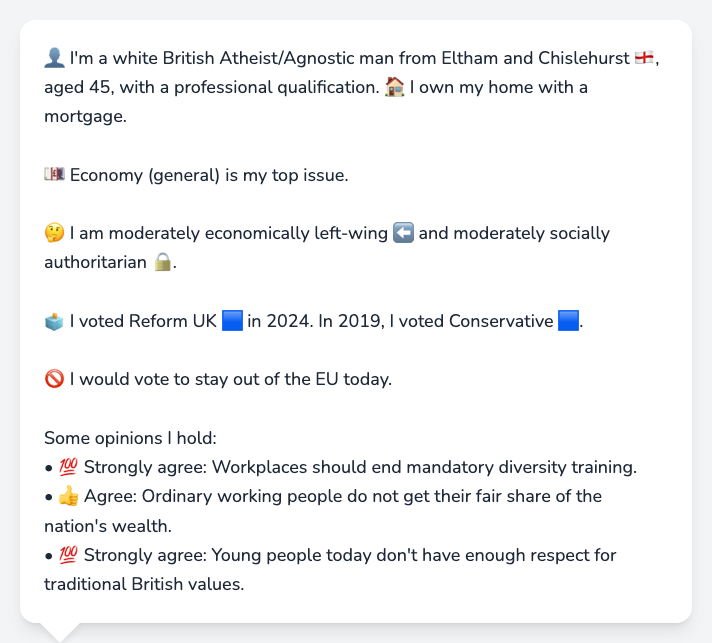 👤 I'm a white British Atheist/Agnostic man from Eltham and Chislehurst 🏴󠁧󠁢󠁥󠁮󠁧󠁿,
aged 45, with a professional qualification. 🏠 I own my home with a
mortgage.
💷 Economy (general) is my top issue.
🤔 I am moderately economically left-wing ⬅️ and moderately socially
authoritarian 🔒.
🗳️ I voted Reform UK 🟦 in 2024. In 2019, I voted Conservative 🟦.
🚫 I would vote to stay out of the EU today.
Some opinions I hold:
• 💯 Strongly agree: Workplaces should end mandatory diversity training.
• 👍 Agree: Ordinary working people do not get their fair share of the
nation's wealth.
• 💯 Strongly agree: Young people today don't have enough respect for
traditional British values.